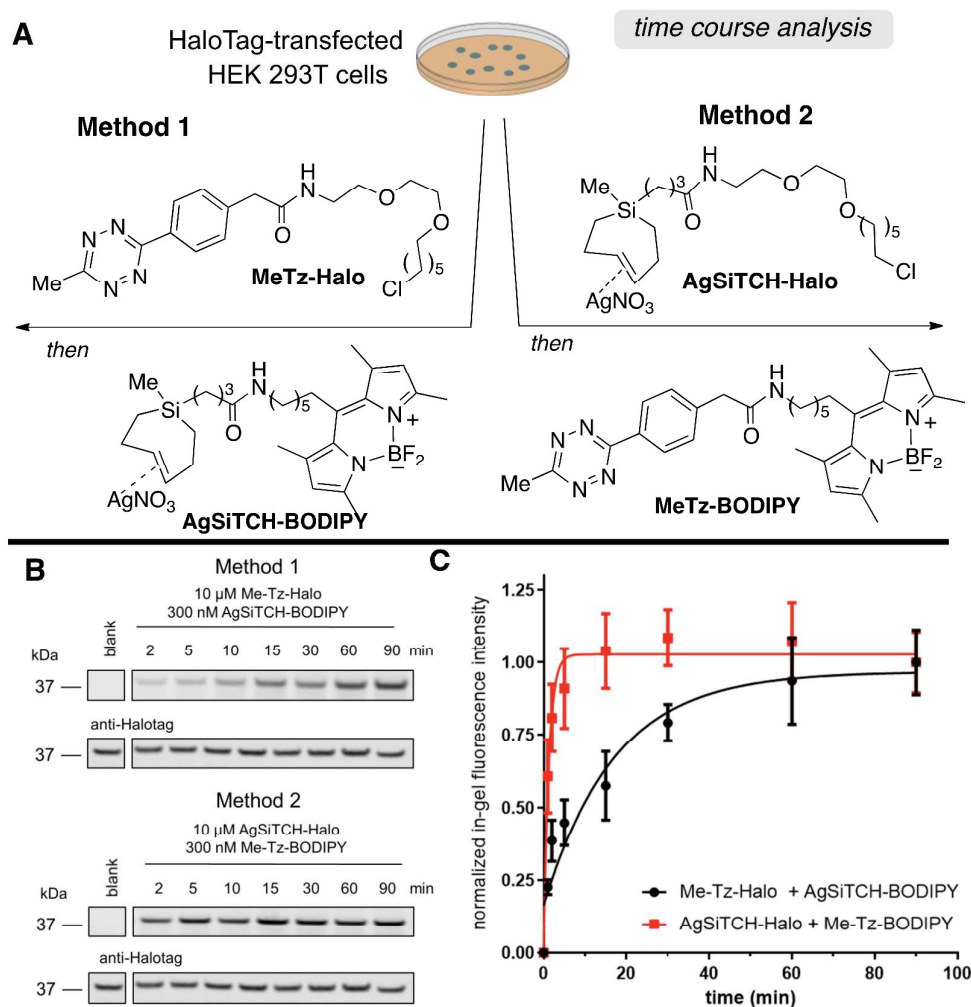 A
HaloTag-transfected
HEK 293T cells
time course analysis
Method 1
Method 2
MeTz-Halo
AgSiTCH-Halo
then
then
AgSiTCH-BODIPY
MeTz-BODIPY
N
N
N
N
Me
H
N
O
O
O
( )5
Cl
Me
Si
( )3
O
H
N
O
O
( )5
Cl
AgNO3
Me
Si
( )3
O
H
N
( )5
N
+
BF2
−
N
AgNO3
N
N
N
N
Me
O
H
N
( )5
N
+
BF2
−
N
B
Method 1
10 µM Me-Tz-Halo
300 nM AgSiTCH-BODIPY
blank
2 5 10 15 30 60 90 min
kDa
37
anti-Halotag
37
Method 2
10 µM AgSiTCH-Halo
300 nM Me-Tz-BODIPY
blank
2 5 10 15 30 60 90 min
kDa
37
anti-Halotag
37
C
normalized in-gel fluorescence intensity
1.25
1.00
0.75
0.50
0.25
0.00
0 20 40 60 80 100
time (min)
Me-Tz-Halo + AgSiTCH-BODIPY
AgSiTCH-Halo + Me-Tz-BODIPY